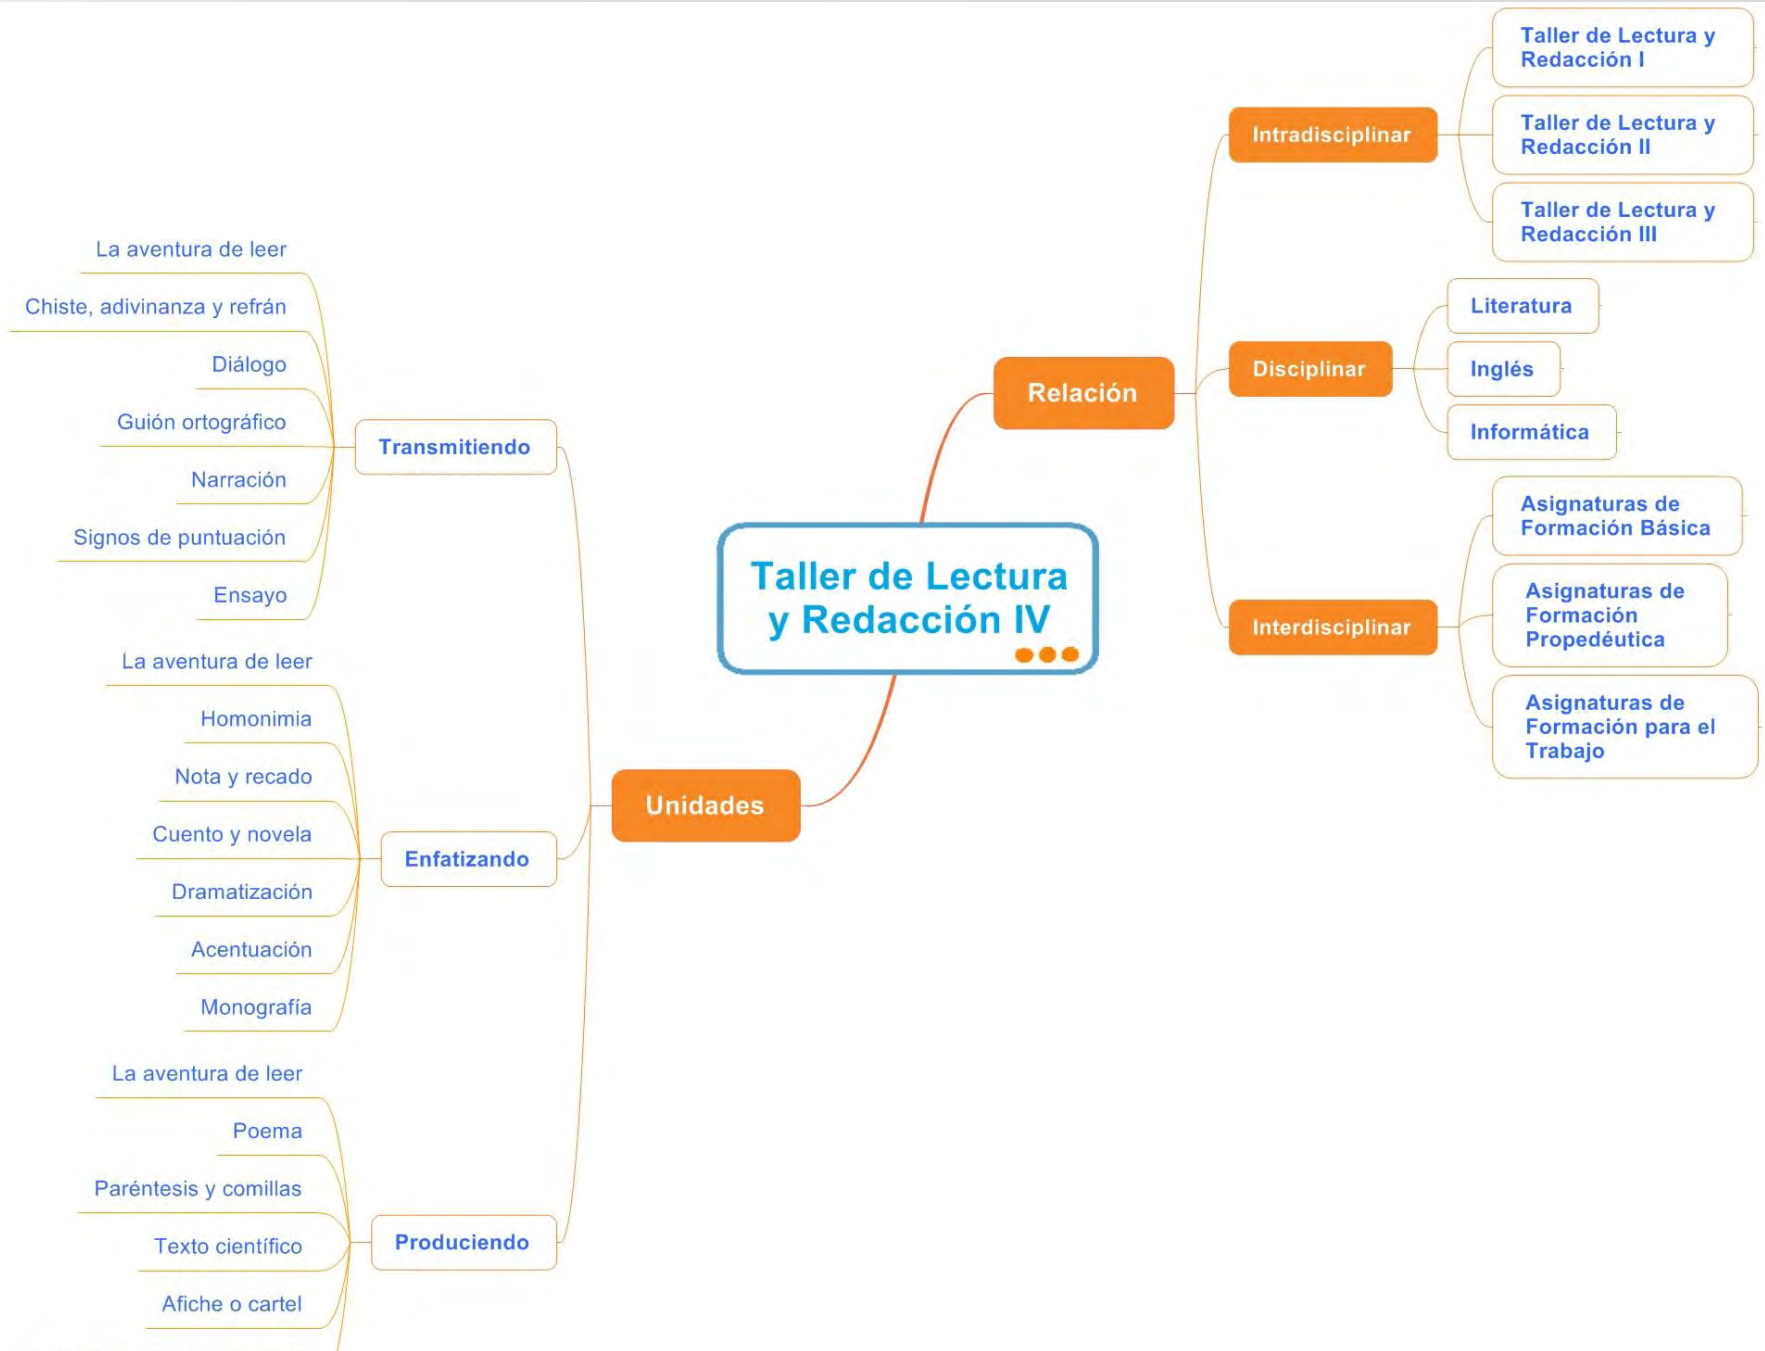 Taller de Lectura
y Redacción IV
Relación
Intradisciplinar
Taller de Lectura y
Redacción I
Taller de Lectura y
Redacción II
Taller de Lectura y
Redacción III
Disciplinar
Literatura
Inglés
Informática
Interdisciplinar
Asignaturas de
Formación Básica
Asignaturas de
Formación
Propedéutica
Asignaturas de
Formación para el
Trabajo
Unidades
Transmitiendo
La aventura de leer
Chiste, adivinanza y refrán
Diálogo
Guión ortográfico
Narración
Signos de puntuación
Ensayo
Enfatizando
La aventura de leer
Homonimia
Nota y recado
Cuento y novela
Dramatización
Acentuación
Monografía
Produciendo
La aventura de leer
Poema
Paréntesis y comillas
Texto científico
Afiche o cartel